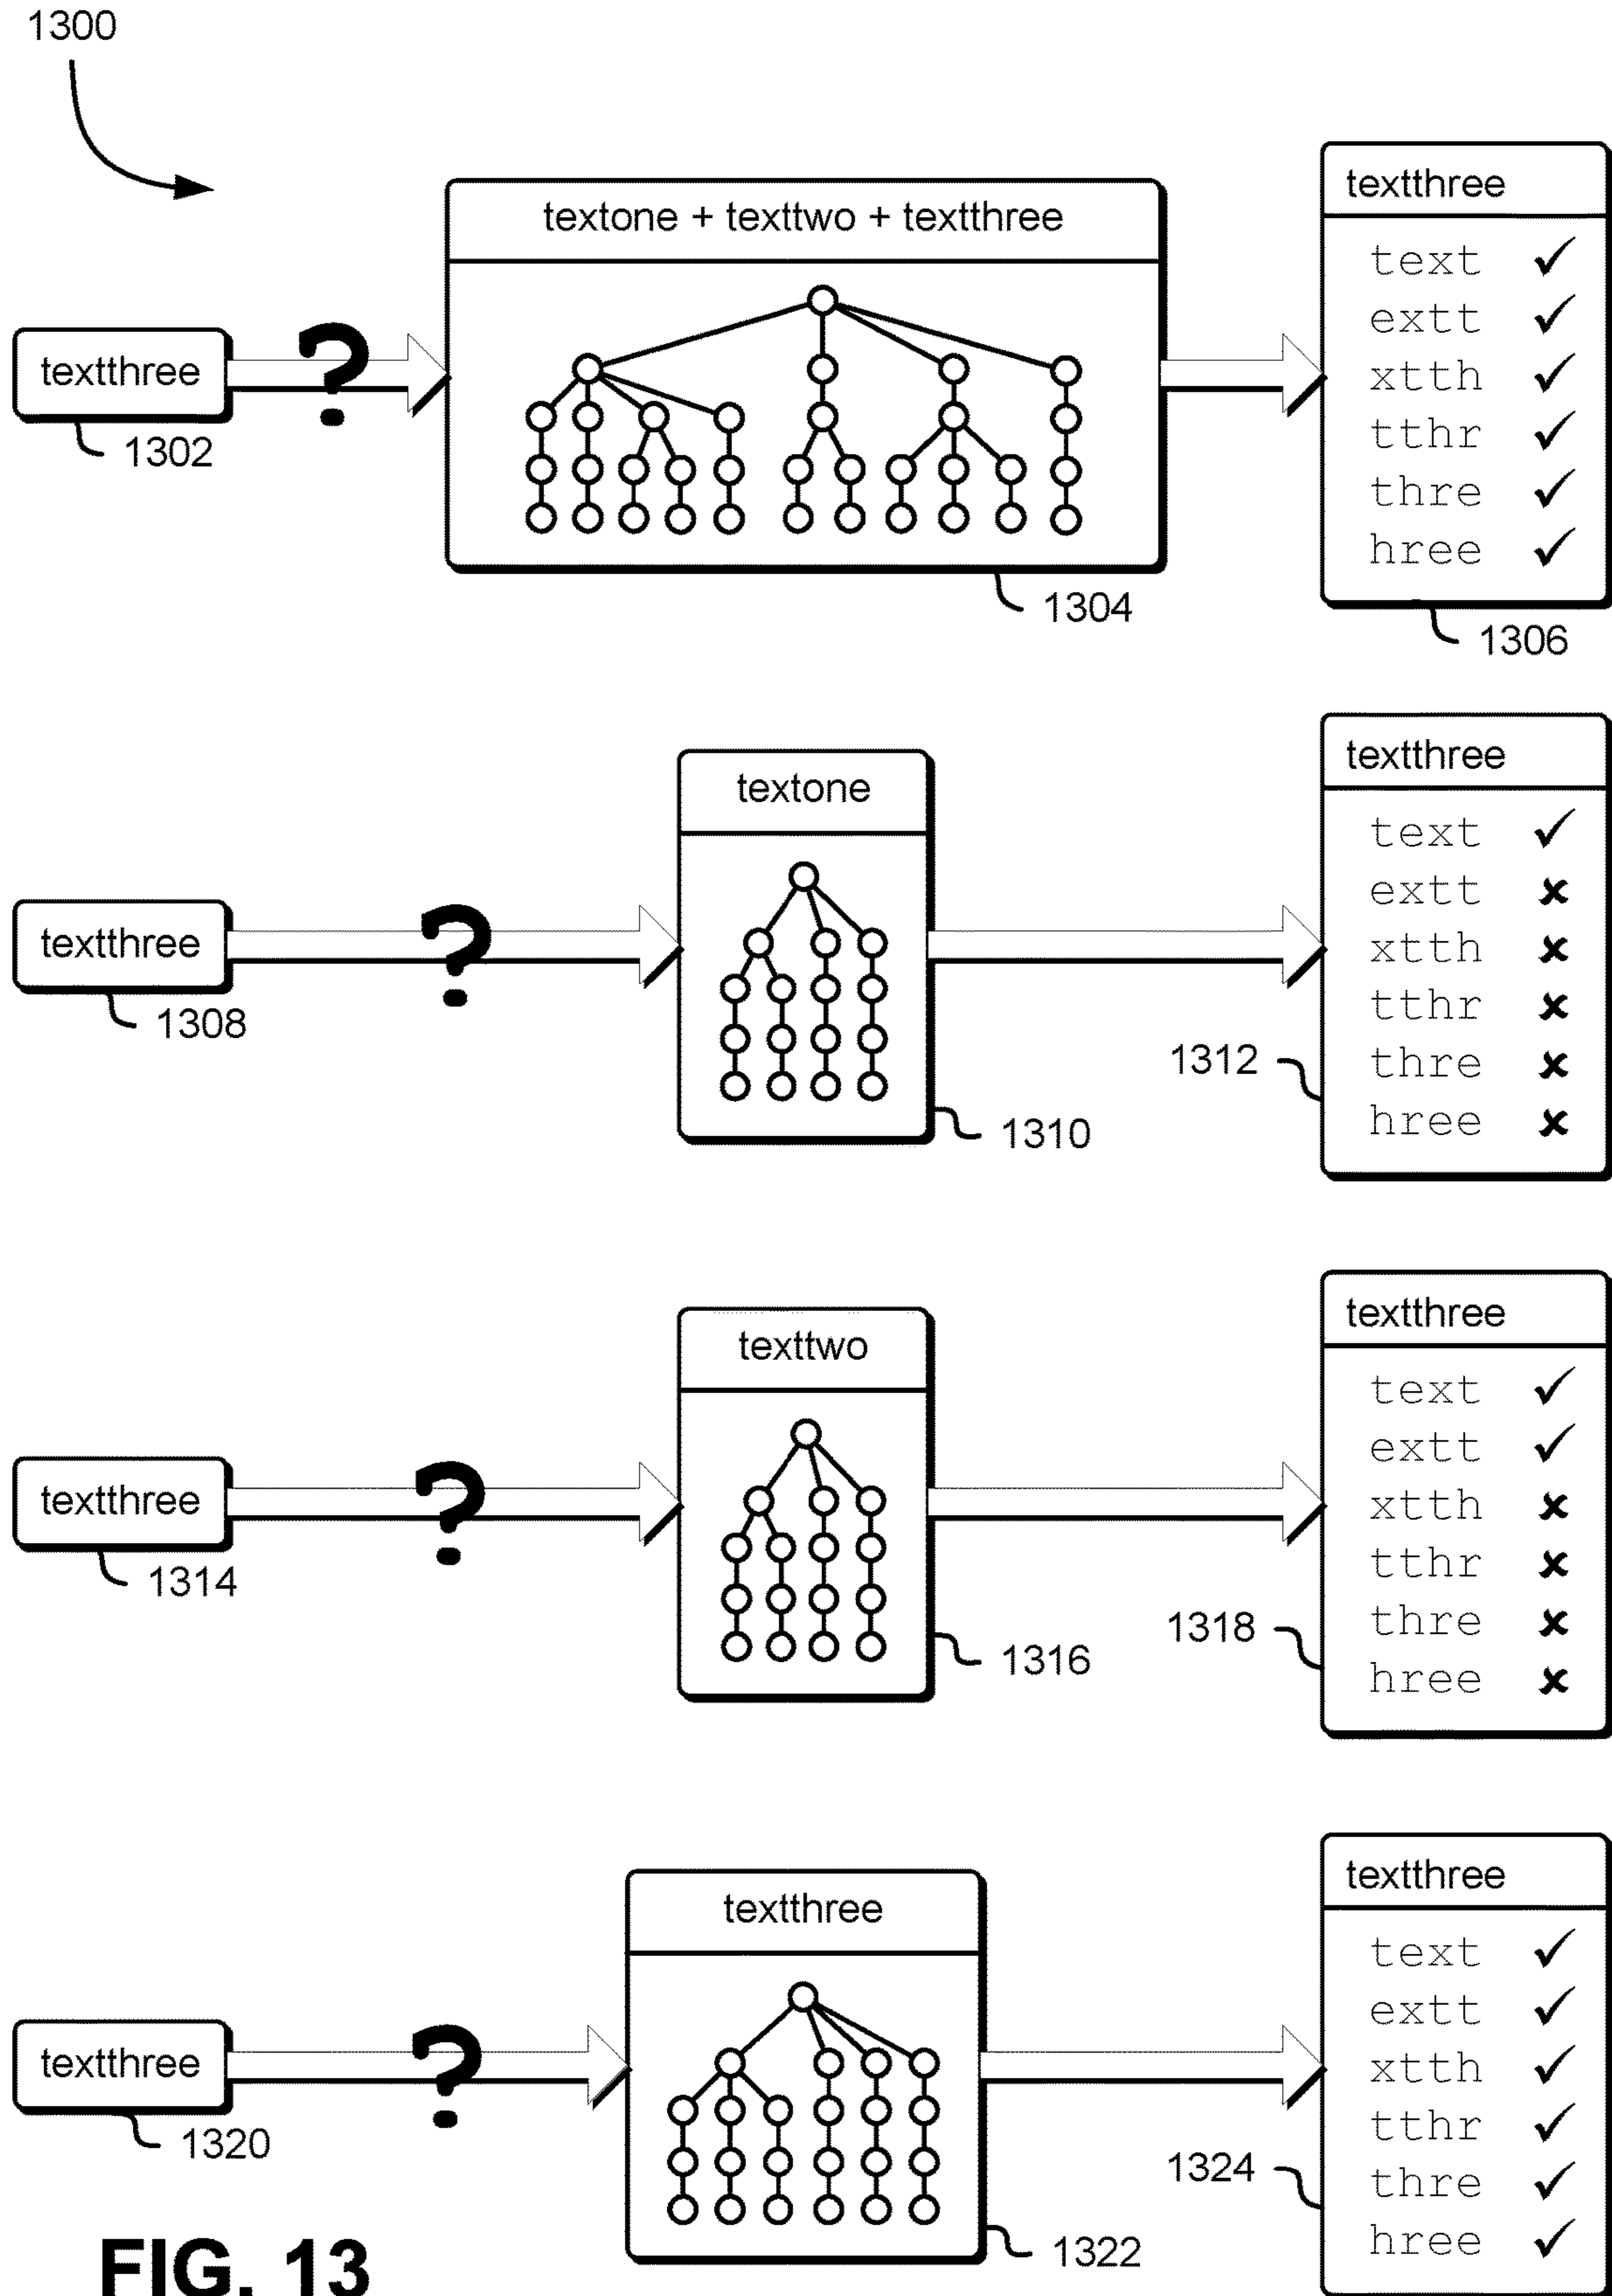 1300
textone + texttwo + textthree
textthree
?
1302
1304
textthree
text ✓
extt ✓
xtth ✓
tthr ✓
thre ✓
hree ✓
1306
textthree
?
1308
textone
1310
textthree
text ✓
extt ✘
xtth ✘
tthr ✘
thre ✘
hree ✘
1312
textthree
?
1314
texttwo
1316
textthree
text ✓
extt ✓
xtth ✘
tthr ✘
thre ✘
hree ✘
1318
textthree
?
1320
textthree
1322
textthree
text ✓
extt ✓
xtth ✓
tthr ✓
thre ✓
hree ✓
1324
FIG. 13